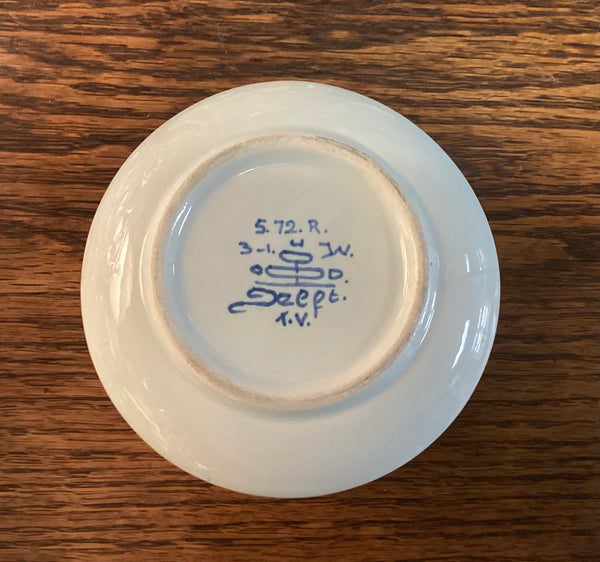 5.72.R.
3-1. JW.
D.
Delft.
T.V.